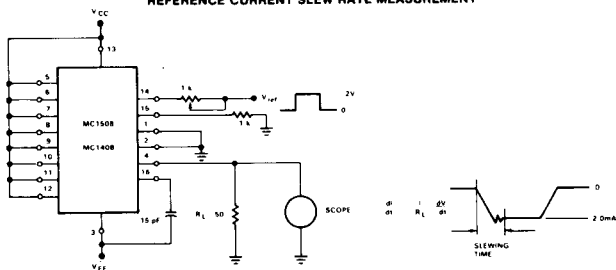 REFERENCE CURRENT SLEW RATE MEASUREMENT
VCC
13
5
6
7
8
9
10
11
12
MC1508
MC1408
14
15
1
2
4
16
1 k
Vref
2V
0
1 k
15 pF
RL 50
SCOPE
3
VEE
dI I dV
dt RL dt
0
2.0mA
SLEWING
TIME